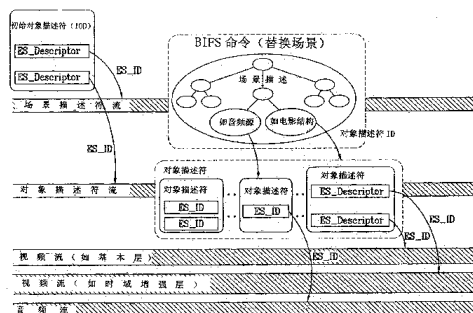 初始对象描述符(IOD)
ES_Descriptor
ES_Descriptor
ES_ID
BIFS 命令(替换场景)
场景描述
如音频源
如电影结构
场景描述符流
ES_ID
对象描述符ID
对象描述符
对象描述符
ES_ID
ES_ID
对象描述符
ES_ID
对象描述符
ES_Descriptor
ES_Descriptor
对象描述符流
ES_ID
视频流(如基本层)
ES_ID
视频流(如时域增强层)
音频流